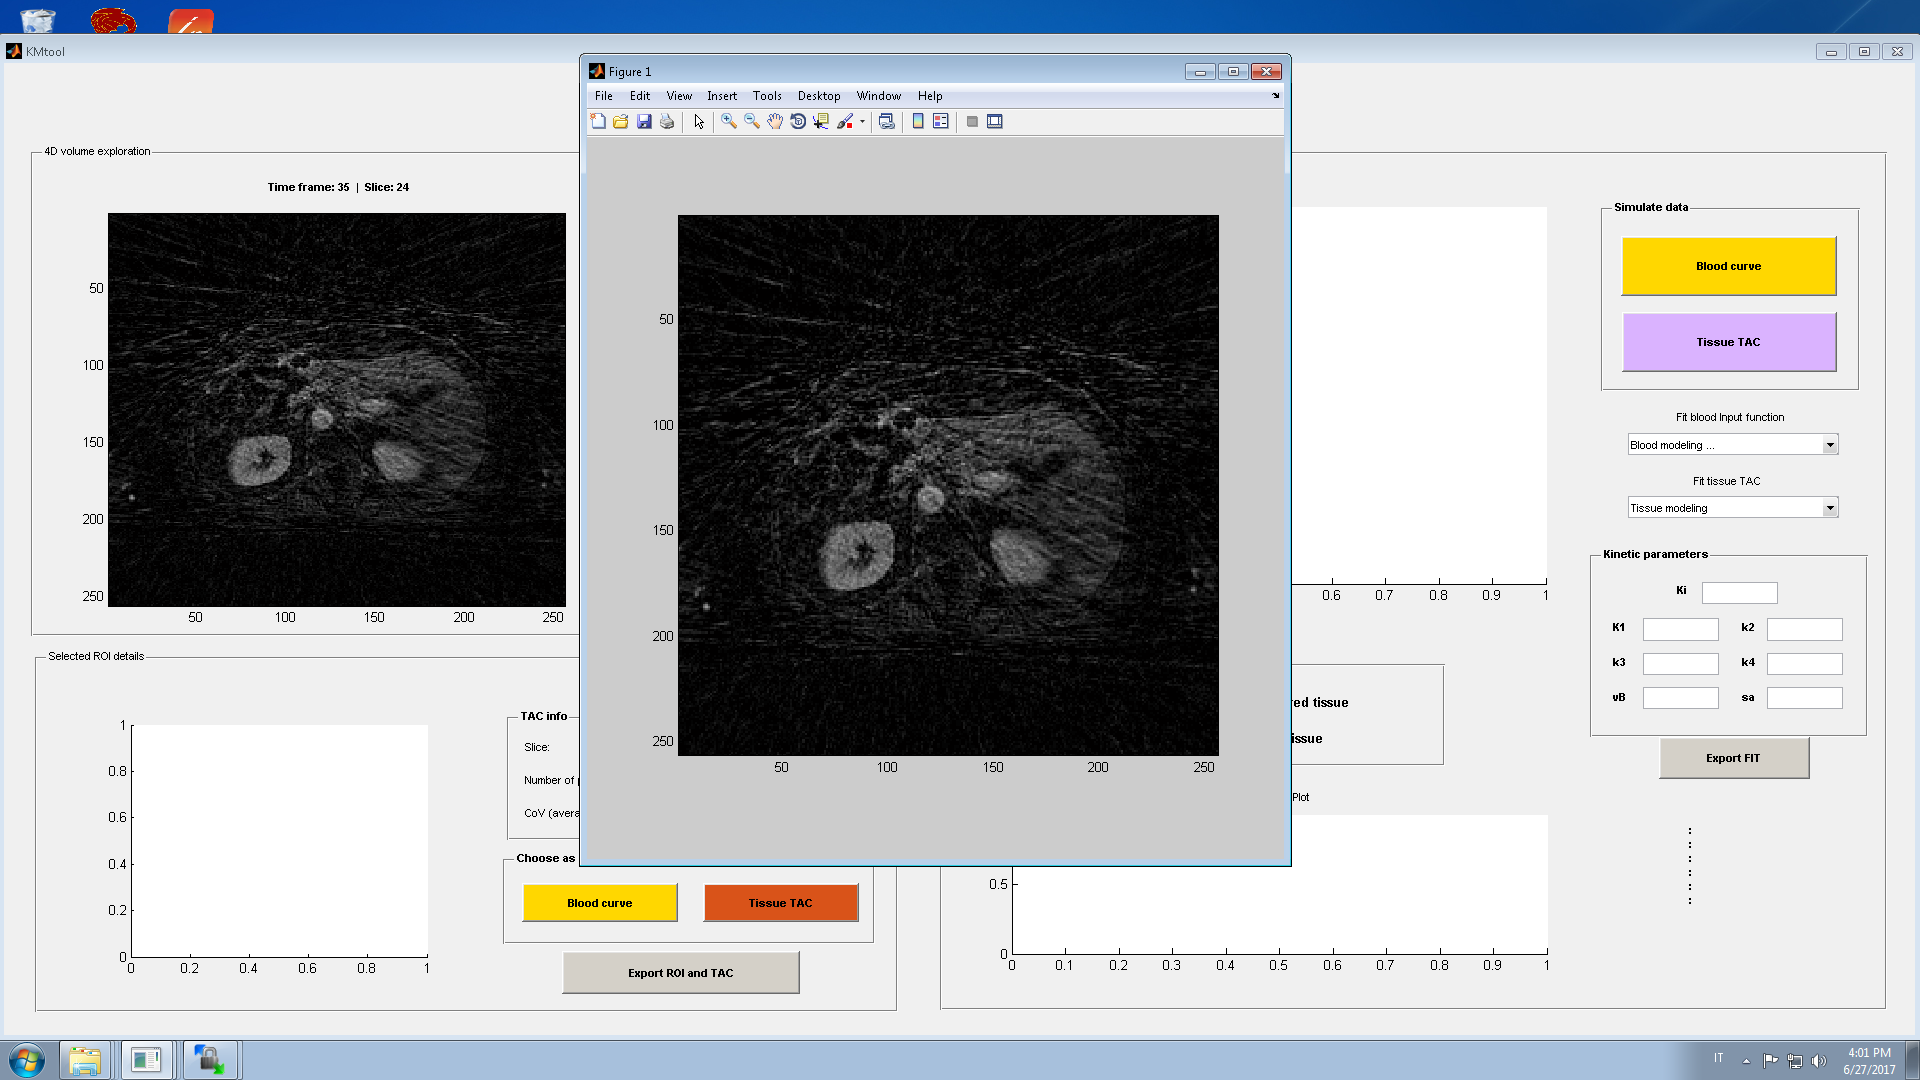 KMtool
Figure 1
File Edit View Insert Tools Desktop Window Help
4D volume exploration
Time frame: 35 | Slice: 24
50
100
150
200
250
50 100 150 200 250
50
100
150
200
250
50 100 150 200 250
0.6 0.7 0.8 0.9 1
Simulate data
Blood curve
Tissue TAC
Fit blood Input function
Blood modeling ...
Fit tissue TAC
Tissue modeling
Kinetic parameters
Ki
K1 k2
k3 k4
vB sa
Export FIT
Selected ROI details
1
0.8
0.6
0.4
0.2
0
0 0.2 0.4 0.6 0.8 1
TAC info
Slice:
Number of
CoV (avera
Choose as
Blood curve Tissue TAC
Export ROI and TAC
red tissue
issue
Plot
0.5
0
0 0.1 0.2 0.3 0.4 0.5 0.6 0.7 0.8 0.9 1
IT
4:01 PM
6/27/2017